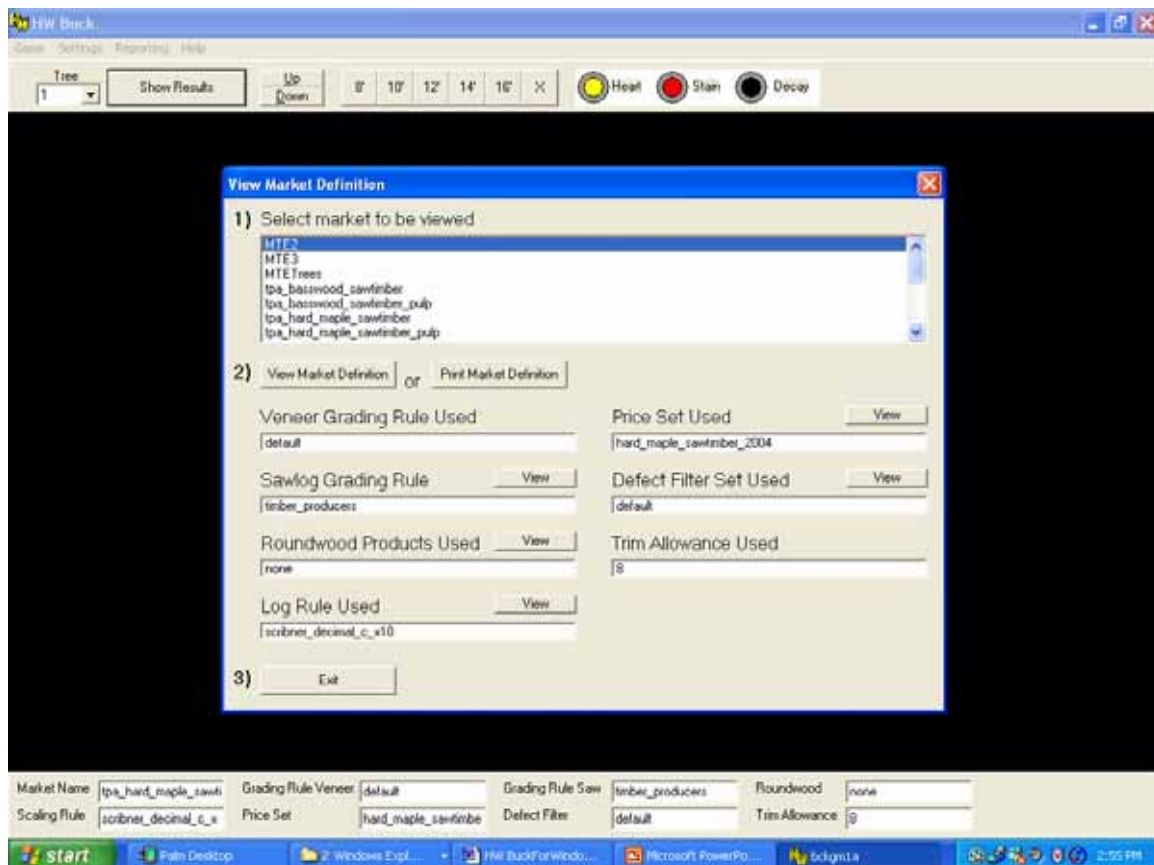 HW Buck
Game Settings Reporting Help
Tree
1
Show Results
Up
Down
8' 10' 12' 14' 16' X
Heart Stain Decay
View Market Definition
1) Select market to be viewed
MTE2
MTE3
MTETrees
tpa_basswood_sawtimber
tpa_basswood_sawtimber_pulp
tpa_hard_maple_sawtimber
tpa_hard_maple_sawtimber_pulp
2) View Market Definition or Print Market Definition
Veneer Grading Rule Used
default
Price Set Used View
hard_maple_sawtimber_2004
Sawlog Grading Rule View
timber_producers
Defect Filter Set Used View
default
Roundwood Products Used View
none
Trim Allowance Used
8
Log Rule Used View
scribner_decimal_c_x10
3) Exit
Market Name tpa_hard_maple_sawti Grading Rule Veneer default Grading Rule Saw timber_producers Roundwood none
Scaling Rule scribner_decimal_c_x Price Set hard_maple_sawtimbe Defect Filter default Trim Allowance 8
start Palm Desktop 2 Windows Expl... HW BuckForWindo... Microsoft PowerPo... bckgm1a 2:55 PM